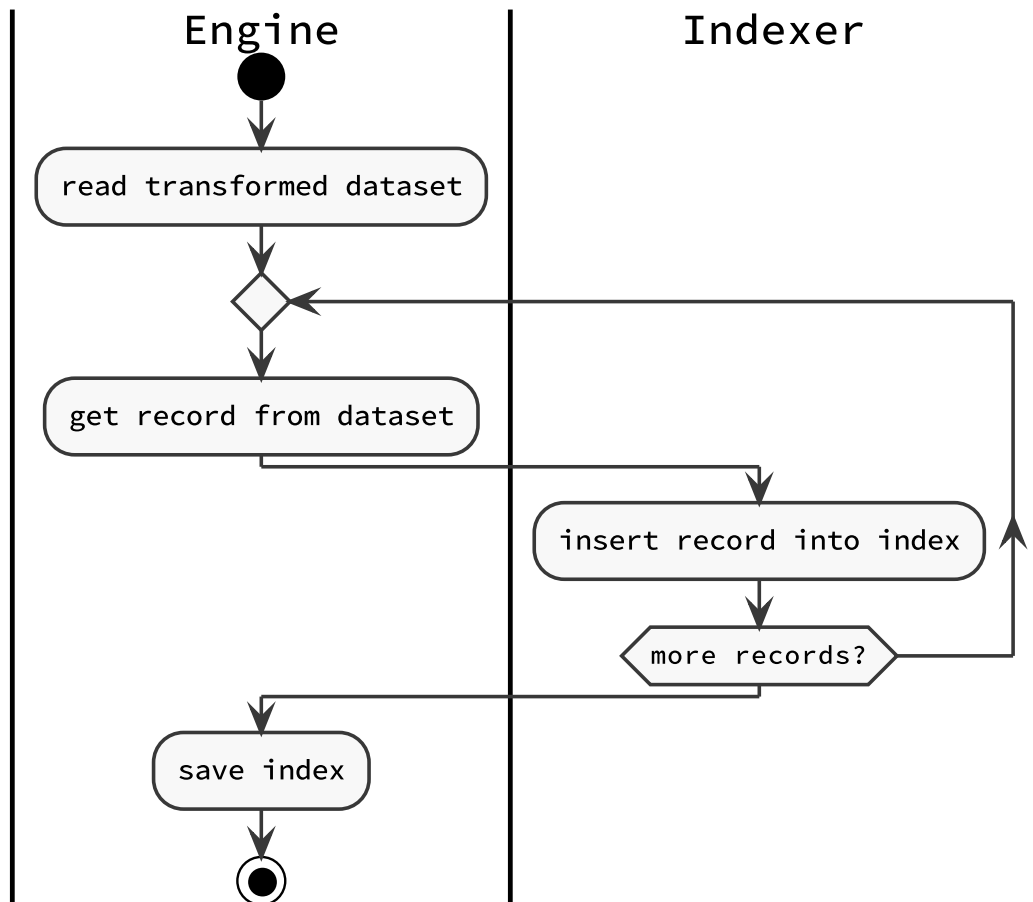 Engine
Indexer
read transformed dataset
get record from dataset
insert record into index
more records?
save index